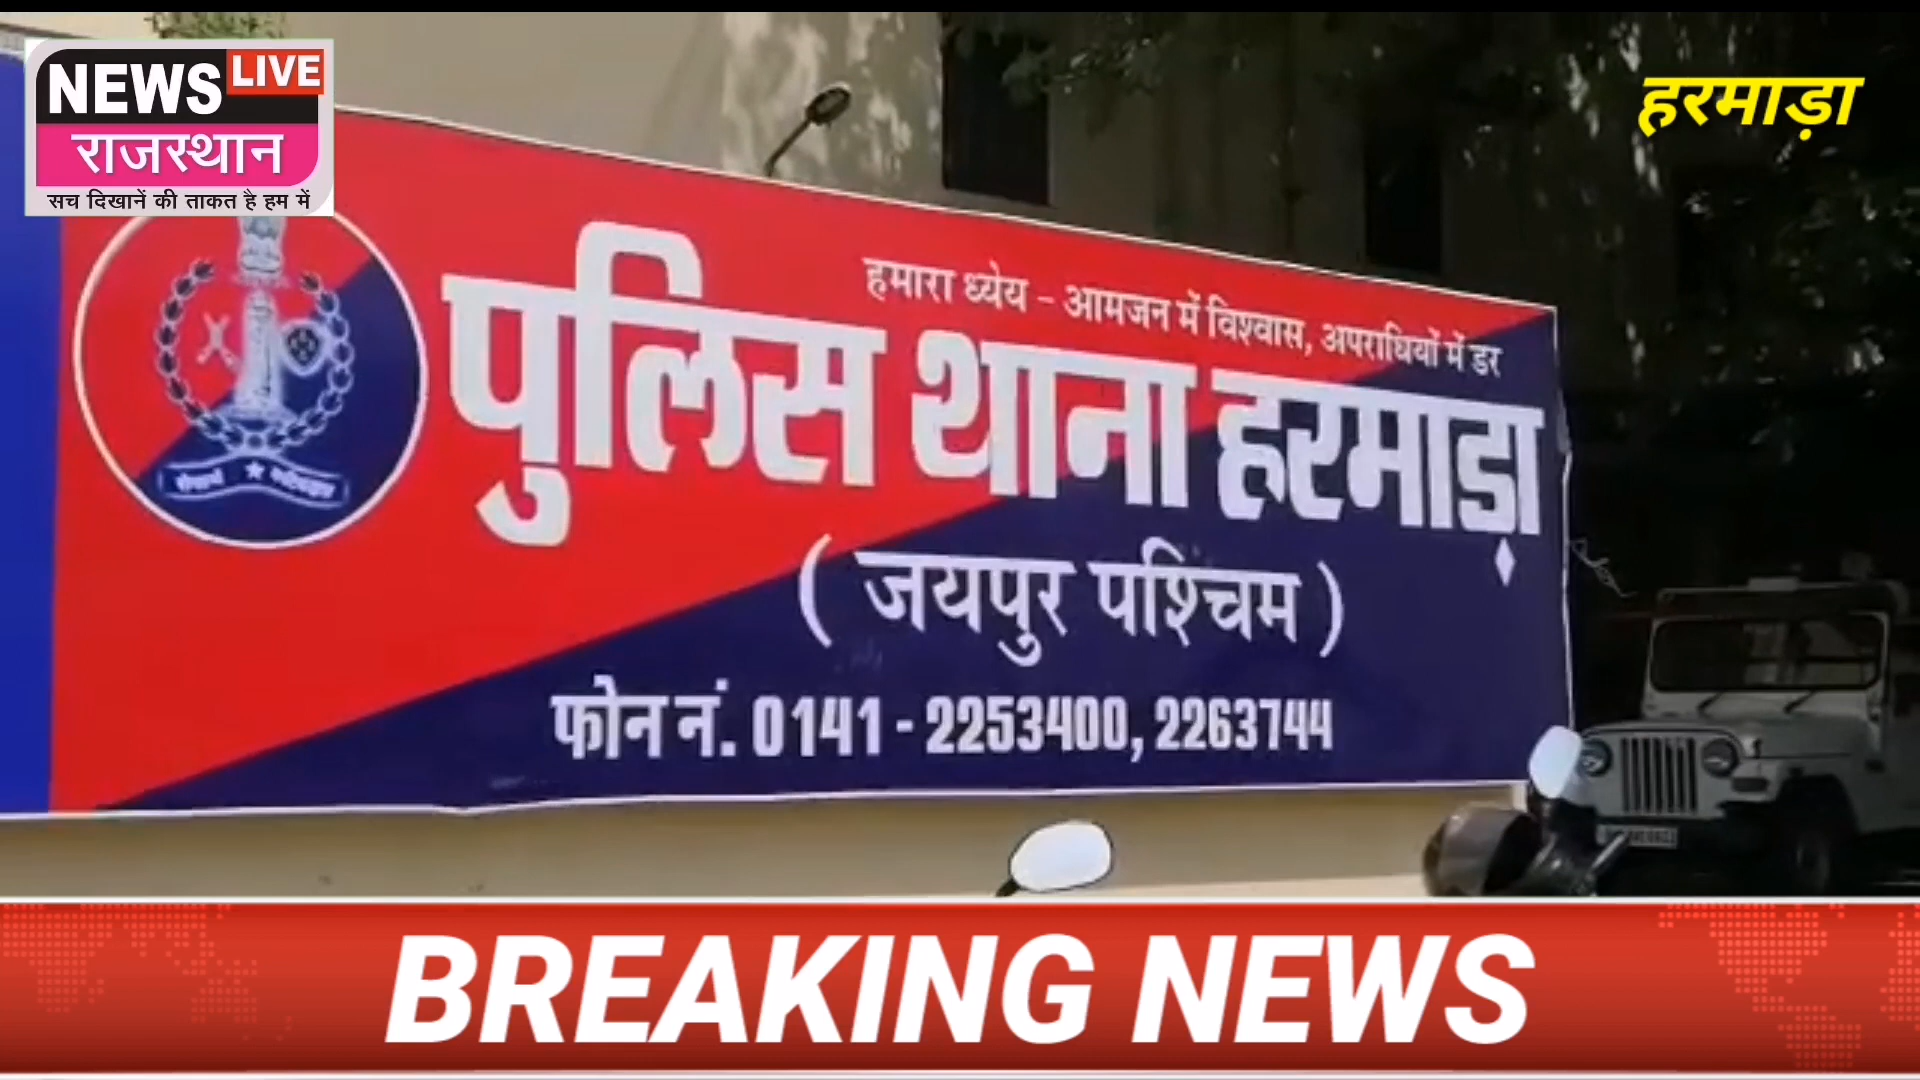 NEWS LIVE
राजस्थान
सच दिखानें की ताकत है हम में
हरमाड़ा
हमारा ध्येय - आमजन में विश्वास, अपराधियों में डर
पुलिस थाना हरमाड़ा
( जयपुर पश्चिम )
फोन नं. 0141 - 2253400, 2263744
BREAKING NEWS